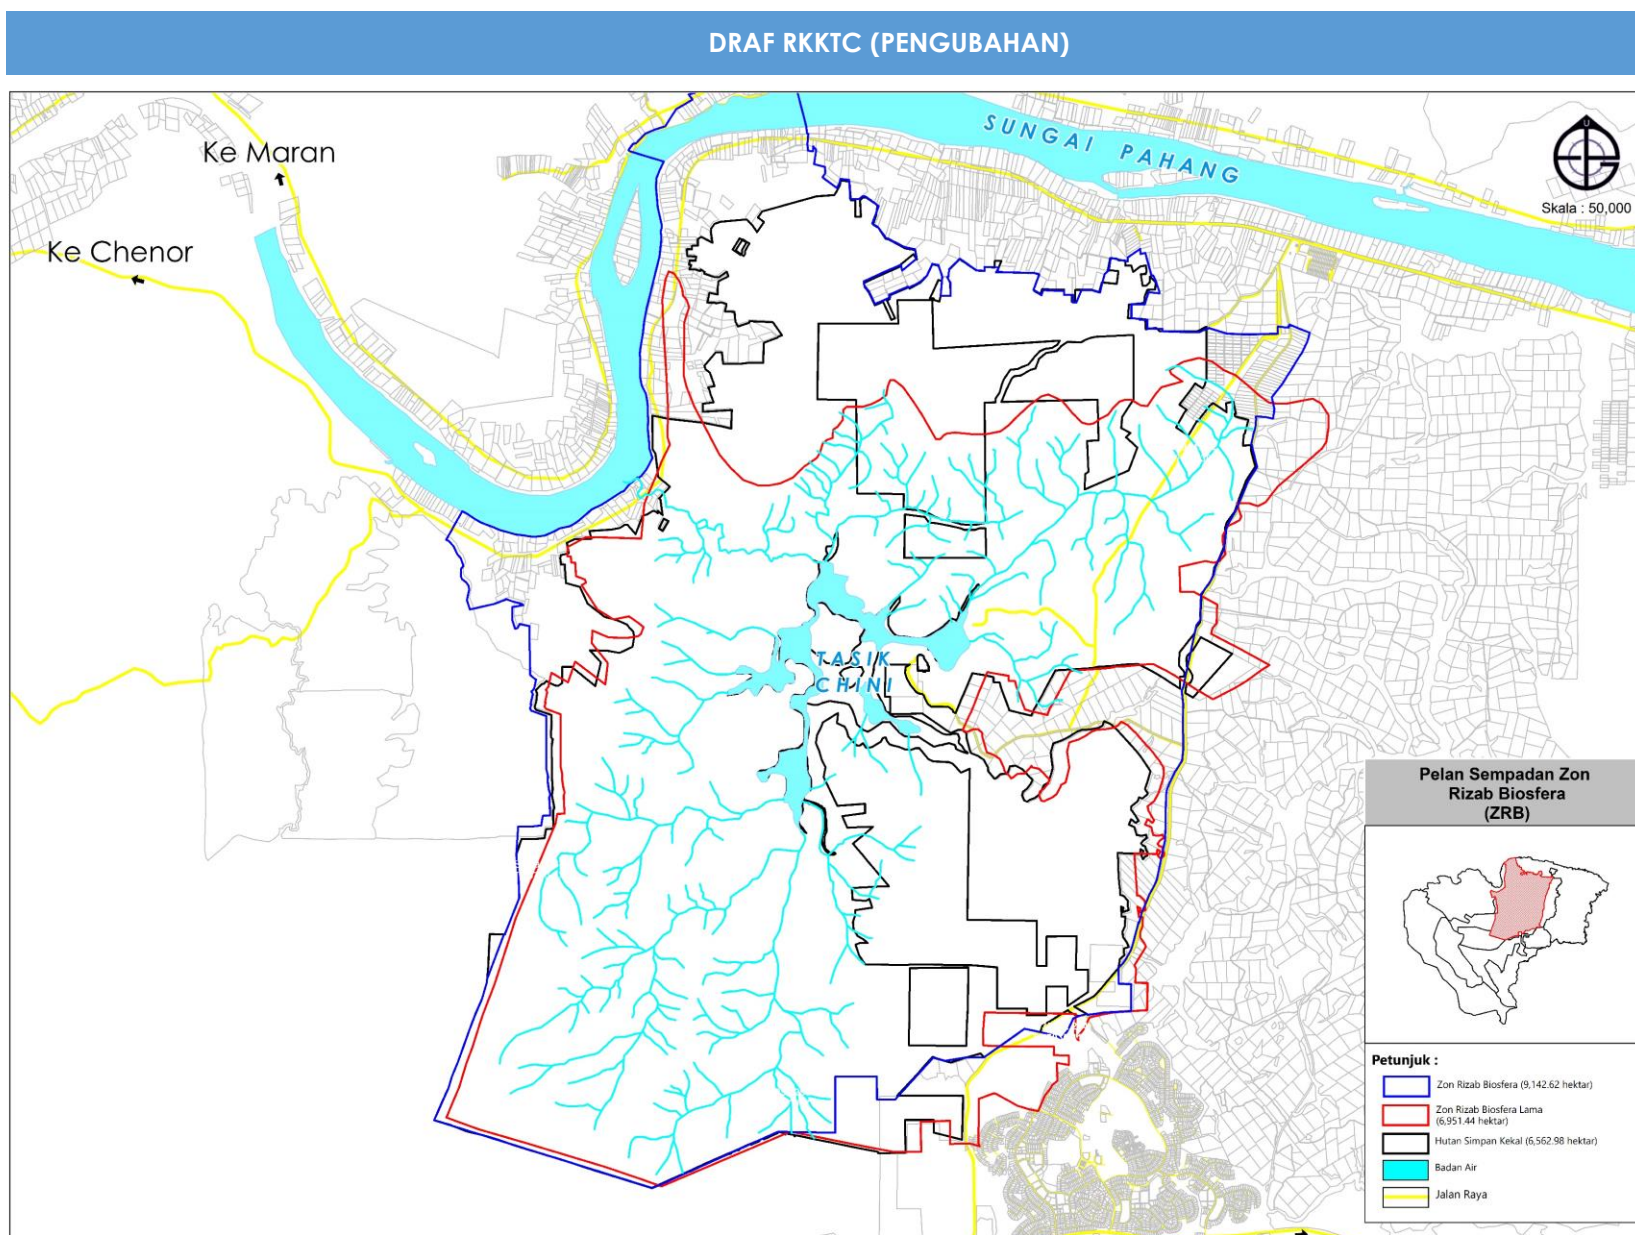 DRAF RKKTC (PENGUBAHAN)
Ke Maran
Ke Chenor
SUNGAI PAHANG
U
Skala : 50,000
TASIK
CHINI
Pelan Sempadan Zon
Rizab Biosfera
(ZRB)
Petunjuk :
Zon Rizab Biosfera (9,142.62 hektar)
Zon Rizab Biosfera Lama
(6,951.44 hektar)
Hutan Simpan Kekal (6,562.98 hektar)
Badan Air
Jalan Raya